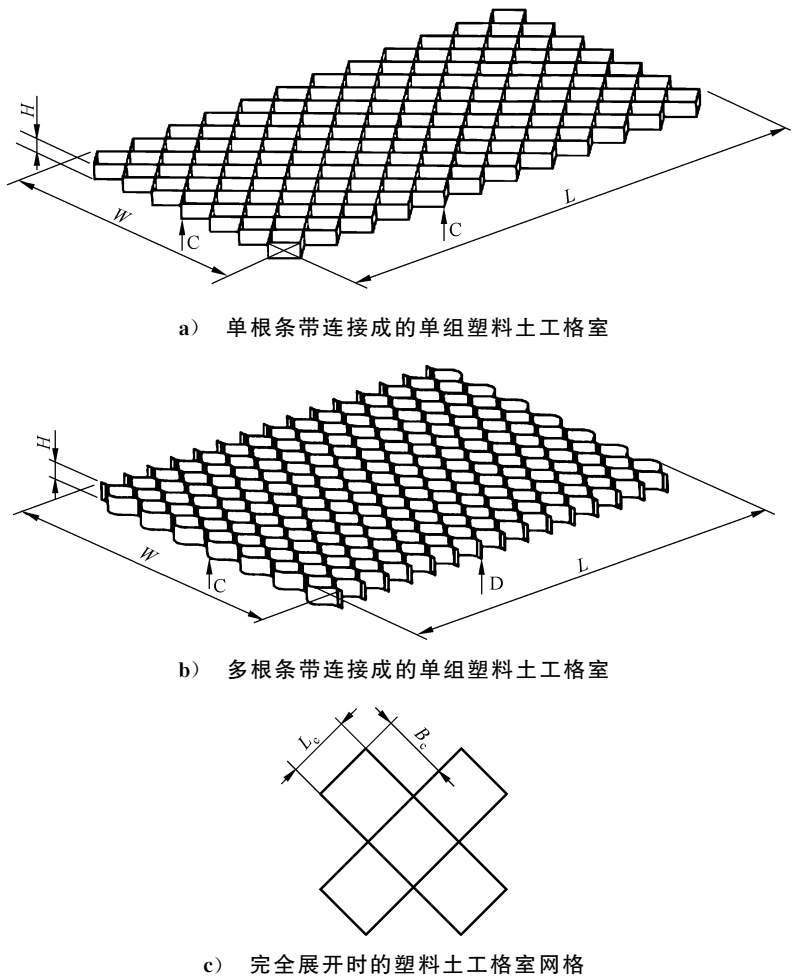 H
W
C
C
L
a） 单根条带连接成的单组塑料土工格室
H
W
C
D
L
b） 多根条带连接成的单组塑料土工格室
Lc
Bc
c） 完全展开时的塑料土工格室网格